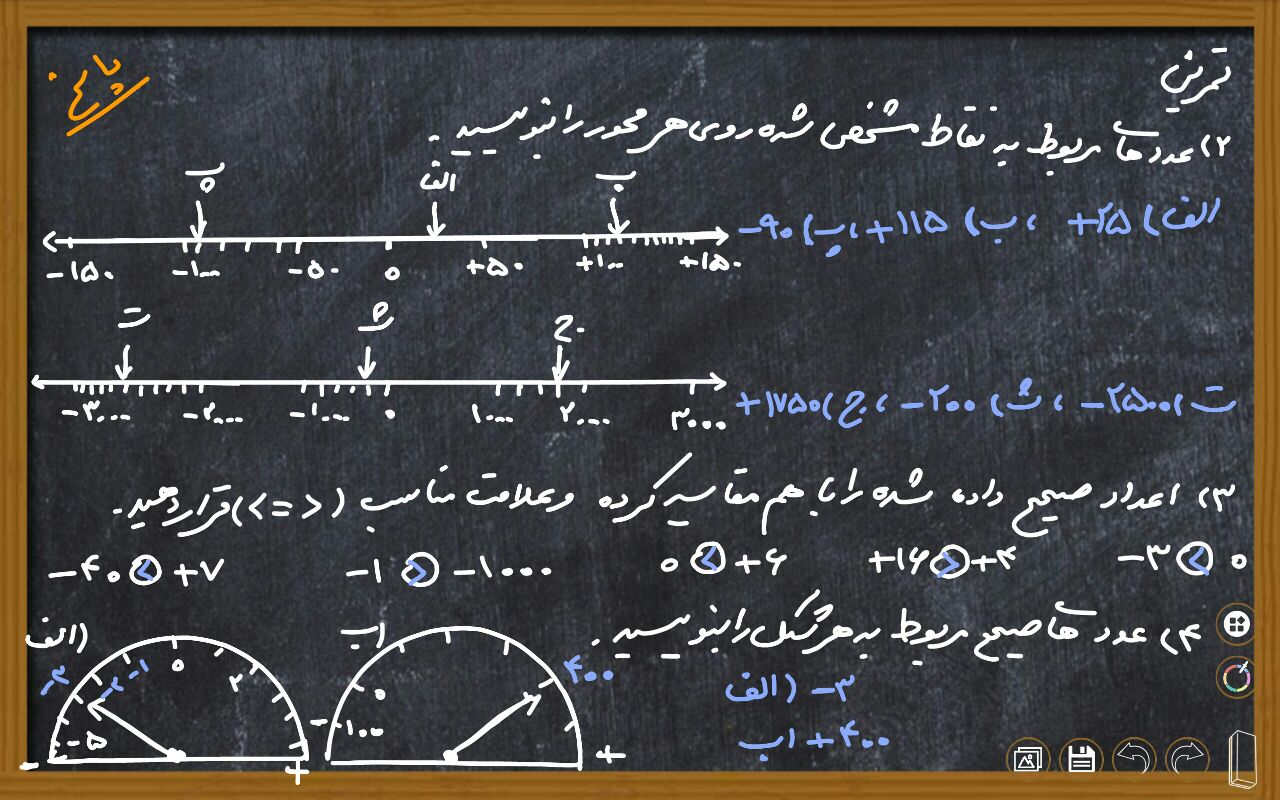 پاسخ
تمرین
۲) عددهای مربوط به نقاط مشخص شده روی هر محور را بنویسید.
پ الف ب
-۱۵۰ -۱۰۰ -۵۰ ۰ +۵۰ +۱۰۰ +۱۵۰
الف) +۲۵ ، ب) +۱۱۵ ، پ) -۹۰
ت ث ج
-۳۰۰۰ -۲۰۰۰ -۱۰۰۰ ۰ ۱۰۰۰ ۲۰۰۰ ۳۰۰۰
ت) -۲۵۰۰ ، ث) -۲۰۰ ، ج) +۱۷۵۰
۳) اعداد صحیح داده شده را با هم مقایسه کرده و علامت مناسب (< = >) قرار دهید.
-۴۰ < +۷ -۱ > -۱۰۰۰ ۰ < +۶ +۱۶ > +۴ -۳ < ۰
۴) عددهای صحیح مربوط به هر شکل را بنویسید.
الف) -۳ -۲ -۱ ۰ ۲ -۵ - +
ب) ۰ -۱۰۰ ۴۰۰ - +
الف) -۳
ب) +۴۰۰